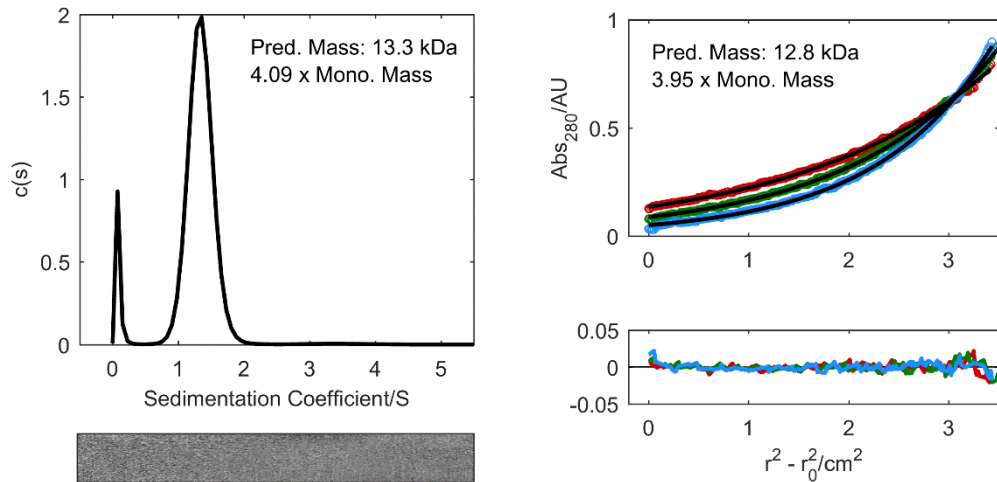 Pred. Mass: 13.3 kDa
4.09 x Mono. Mass
c(s)
2
1.5
1
0.5
0
0 1 2 3 4 5
Sedimentation Coefficient/S
Pred. Mass: 12.8 kDa
3.95 x Mono. Mass
Abs280/AU
1
0.5
0
0 1 2 3
0.05
0
-0.05
0 1 2 3
r² - r₀²/cm²